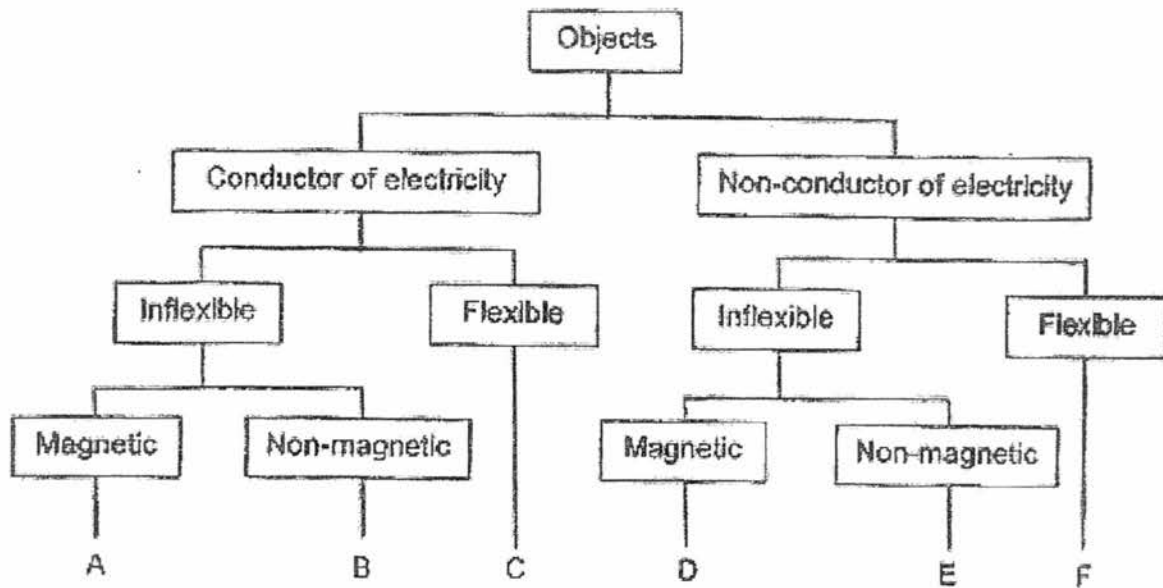 Objects
Conductor of electricity
Non-conductor of electricity
Inflexible
Flexible
Inflexible
Flexible
Magnetic
Non-magnetic
Magnetic
Non-magnetic
A
B
C
D
E
F